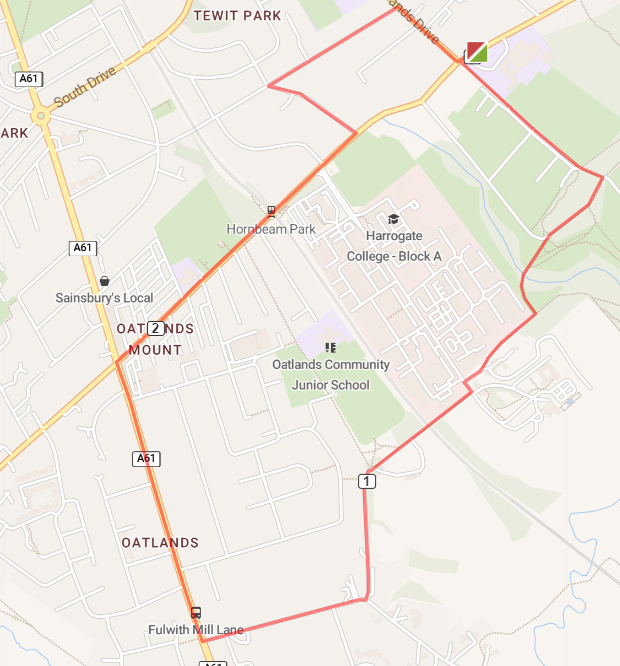 TEWIT PARK
lands Drive
A61
South Drive
ARK
Hornbeam Park
Harrogate
College - Block A
A61
Sainsbury's Local
OATLANDS
MOUNT
2
Oatlands Community
Junior School
A61
1
OATLANDS
Fulwith Mill Lane
A61